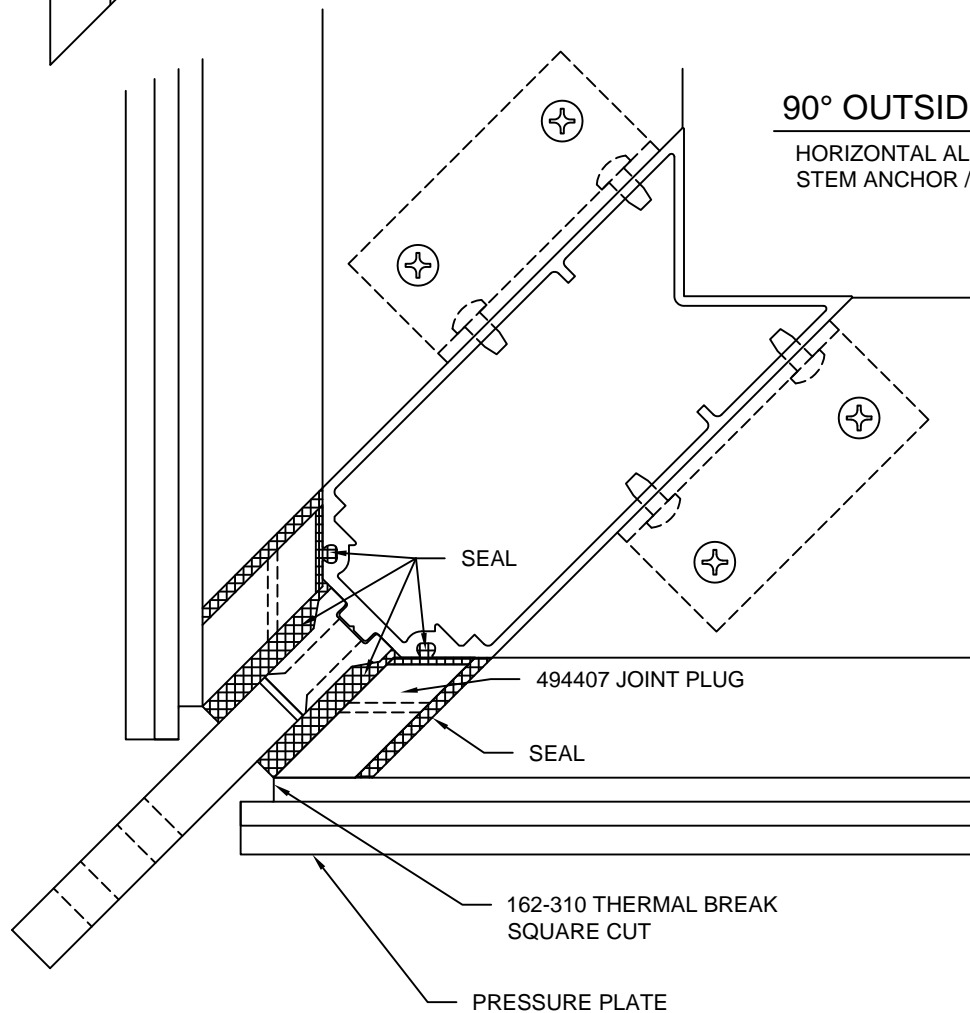 90° OUTSID
HORIZONTAL AL
STEM ANCHOR /
SEAL
494407 JOINT PLUG
SEAL
162-310 THERMAL BREAK
SQUARE CUT
PRESSURE PLATE